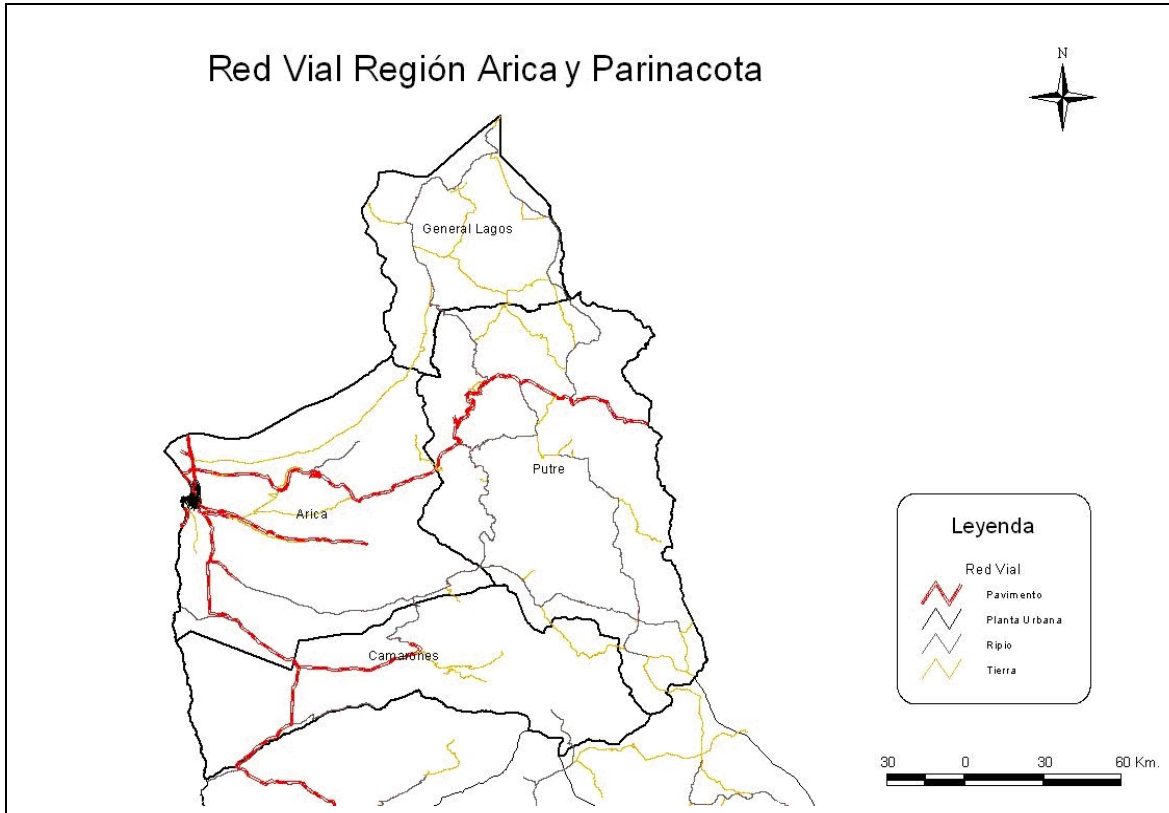 Red Vial Región Arica y Parinacota
N
General Lagos
Putre
Arica
Camarones
Leyenda
Red Vial
Pavimento
Planta Urbana
Ripio
Tierra
30 0 30 60 Km.